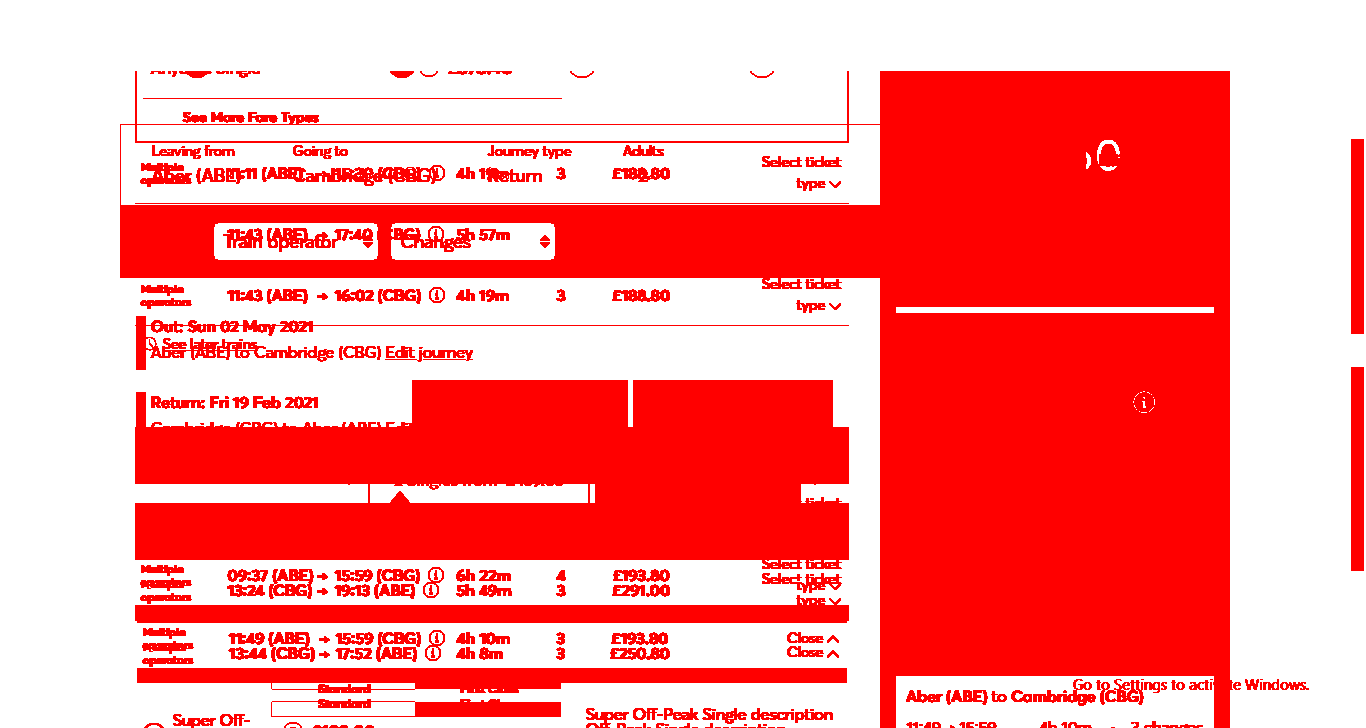 See More Fare Types
Leaving from Going to Journey type Adults
Multiple operators
Aber (ABE) Cambridge (CBG) Return
11:11 (ABE) 3 £188.80
Select ticket type
11:43 (ABE) → 17:40 (CBG) 5h 57m
Train operator Changes
Multiple operators 11:43 (ABE) → 16:02 (CBG) 4h 19m 3 £188.80 Select ticket type
Out: Sun 02 May 2021
See later trains
Aber (ABE) to Cambridge (CBG) Edit journey
Return: Fri 19 Feb 2021
Cambridge (CBG) to Aber (ABE)
Select ticket
Multiple operators 09:37 (ABE) → 15:59 (CBG) 6h 22m 4 £193.80 Select ticket type
13:24 (CBG) → 19:13 (ABE) 5h 49m 3 £291.00 type
Multiple operators 11:49 (ABE) → 15:59 (CBG) 4h 10m 3 £193.80 Close
operators 13:44 (CBG) → 17:52 (ABE) 4h 8m 3 £250.80 Close
Standard First Class
Standard
Super Off-
Super Off-Peak Single description
Go to Settings to activate Windows.
Aber (ABE) to Cambridge (CBG)
11:49 → 15:59 4h 10m 3 changes